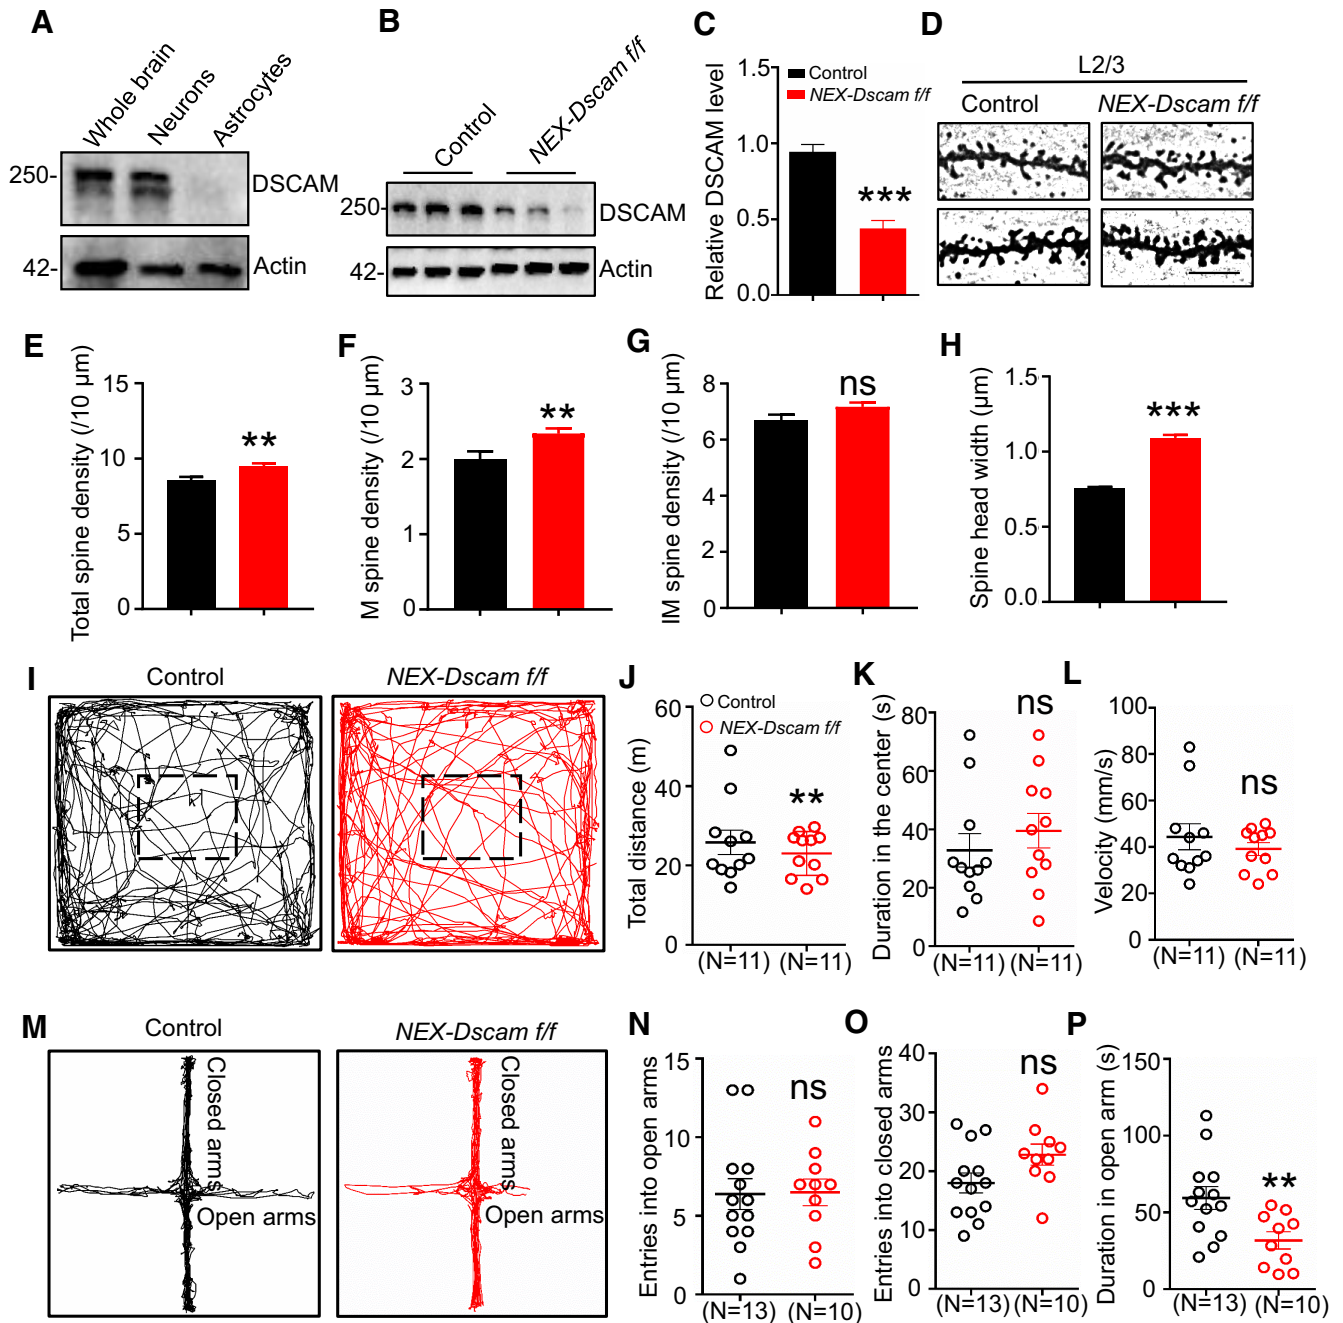 A
Whole brain
Neurons
Astrocytes
250-
DSCAM
42-
Actin
B
Control
NEX-Dscam f/f
250-
DSCAM
42-
Actin
C
Relative DSCAM level
1.5
1.0
0.5
0.0
Control
NEX-Dscam f/f
***
D
L2/3
Control
NEX-Dscam f/f
E
Total spine density (/10 µm)
15
10
5
0
**
F
M spine density (/10 µm)
3
2
1
0
**
G
IM spine density (/10 µm)
8
6
4
2
0
ns
H
Spine head width (µm)
1.5
1.0
0.5
0.0
***
I
Control
NEX-Dscam f/f
J
Total distance (m)
60
40
20
0
Control
NEX-Dscam f/f
**
(N=11)
(N=11)
K
Duration in the center (s)
80
60
40
20
0
ns
(N=11)
(N=11)
L
Velocity (mm/s)
100
80
60
40
20
0
ns
(N=11)
(N=11)
M
Control
Closed arms
Open arms
NEX-Dscam f/f
Closed arms
Open arms
N
Entries into open arms
15
10
5
0
ns
(N=13)
(N=10)
O
Entries into closed arms
40
30
20
10
0
ns
(N=13)
(N=10)
P
Duration in open arm (s)
150
100
50
0
**
(N=13)
(N=10)